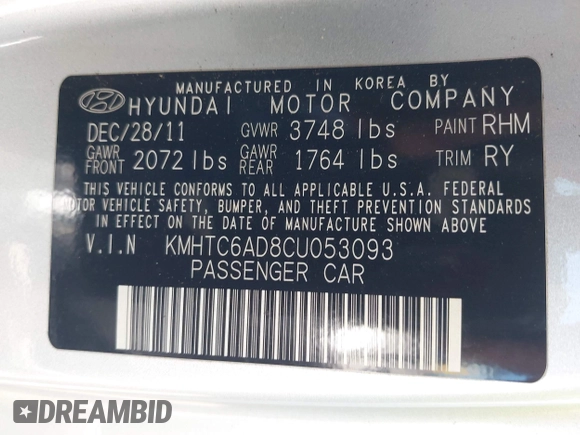 MANUFACTURED IN KOREA BY
HYUNDAI MOTOR COMPANY
DEC/28/11 GVWR 3748 lbs PAINT RHM
GAWR FRONT 2072 lbs GAWR REAR 1764 lbs TRIM RY
THIS VEHICLE CONFORMS TO ALL APPLICABLE U.S.A. FEDERAL
MOTOR VEHICLE SAFETY, BUMPER, AND THEFT PREVENTION STANDARDS
IN EFFECT ON THE DATE OF MANUFACTURE SHOWN ABOVE
V.I.N KMHTC6AD8CU053093
PASSENGER CAR
DREAMBID